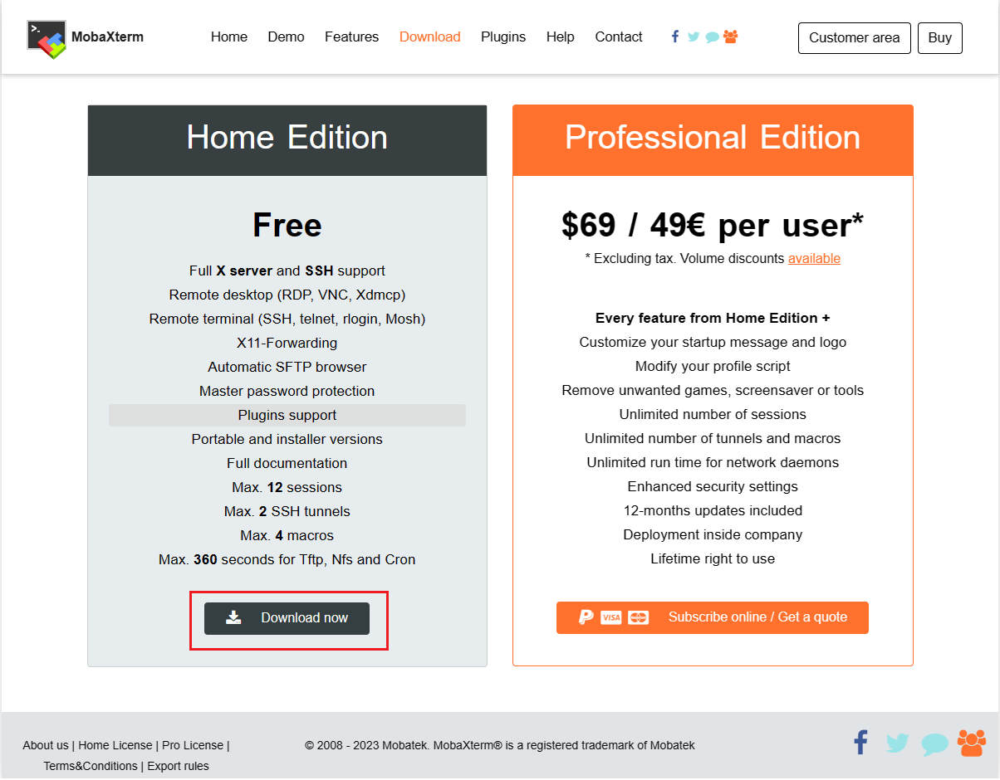 >_
MobaXterm
Home Demo Features Download Plugins Help Contact
Customer area
Buy
Home Edition
Free
Full X server and SSH support
Remote desktop (RDP, VNC, Xdmcp)
Remote terminal (SSH, telnet, rlogin, Mosh)
X11-Forwarding
Automatic SFTP browser
Master password protection
Plugins support
Portable and installer versions
Full documentation
Max. 12 sessions
Max. 2 SSH tunnels
Max. 4 macros
Max. 360 seconds for Tftp, Nfs and Cron
Download now
Professional Edition
$69 / 49€ per user*
* Excluding tax. Volume discounts available
Every feature from Home Edition +
Customize your startup message and logo
Modify your profile script
Remove unwanted games, screensaver or tools
Unlimited number of sessions
Unlimited number of tunnels and macros
Unlimited run time for network daemons
Enhanced security settings
12-months updates included
Deployment inside company
Lifetime right to use
VISA
Subscribe online / Get a quote
About us | Home License | Pro License |
Terms&Conditions | Export rules
© 2008 - 2023 Mobatek. MobaXterm® is a registered trademark of Mobatek